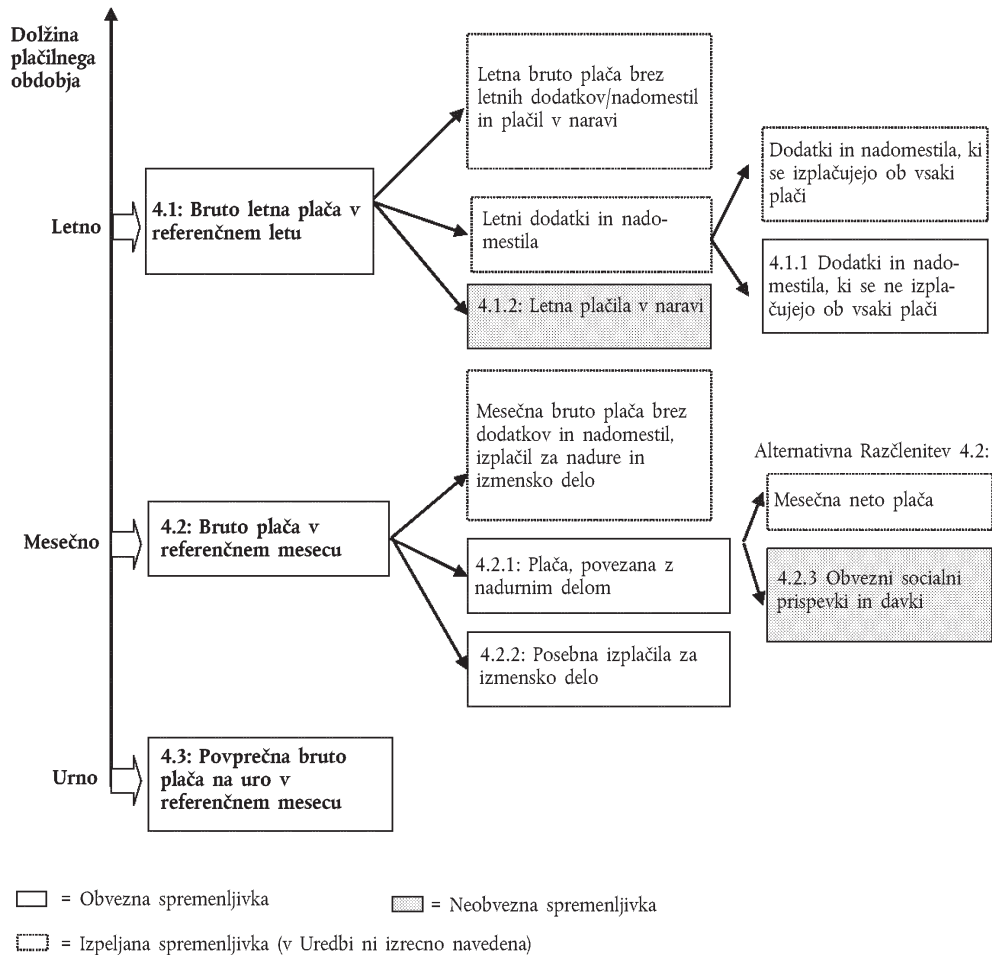 Dolžina
plačilnega
obdobja
Letno
4.1: Bruto letna plača v
referenčnem letu
Letna bruto plača brez
letnih dodatkov/nadomestil
in plačil v naravi
Letni dodatki in nado-
mestila
4.1.2: Letna plačila v naravi
Dodatki in nadomestila, ki
se izplačujejo ob vsaki
plači
4.1.1 Dodatki in nado-
mestila, ki se ne izpla-
čujejo ob vsaki plači
Mesečno
4.2: Bruto plača v
referenčnem mesecu
Mesečna bruto plača brez
dodatkov in nadomestil,
izplačil za nadure in
izmensko delo
4.2.1: Plača, povezana z
nadurnim delom
4.2.2: Posebna izplačila za
izmensko delo
Alternativna Razčlenitev 4.2:
Mesečna neto plača
4.2.3 Obvezni socialni
prispevki in davki
Urno
4.3: Povprečna bruto
plača na uro v
referenčnem mesecu
= Obvezna spremenljivka
= Neobvezna spremenljivka
= Izpeljana spremenljivka (v Uredbi ni izrecno navedena)